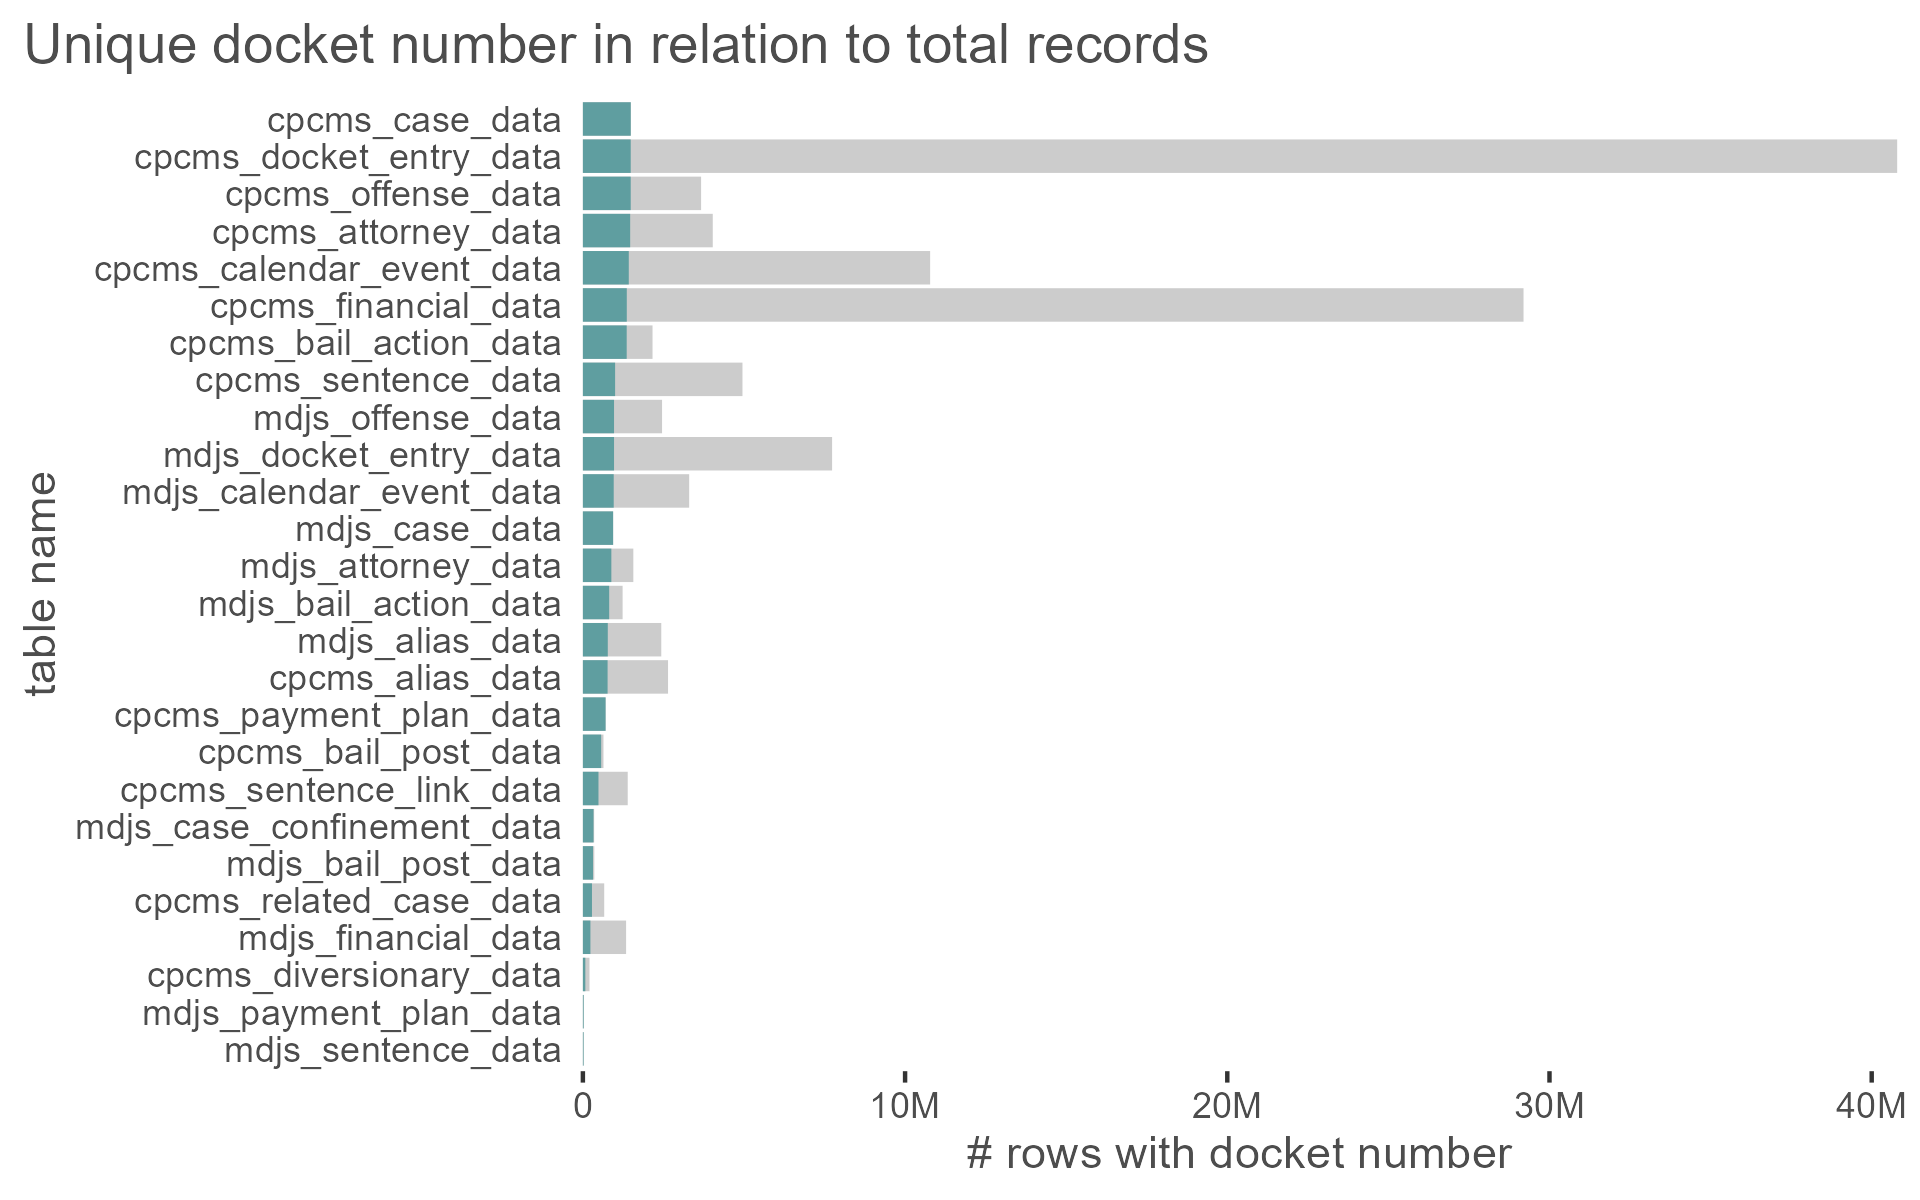 Unique docket number in relation to total records
table name
cpcms_case_data
cpcms_docket_entry_data
cpcms_offense_data
cpcms_attorney_data
cpcms_calendar_event_data
cpcms_financial_data
cpcms_bail_action_data
cpcms_sentence_data
mdjs_offense_data
mdjs_docket_entry_data
mdjs_calendar_event_data
mdjs_case_data
mdjs_attorney_data
mdjs_bail_action_data
mdjs_alias_data
cpcms_alias_data
cpcms_payment_plan_data
cpcms_bail_post_data
cpcms_sentence_link_data
mdjs_case_confinement_data
mdjs_bail_post_data
cpcms_related_case_data
mdjs_financial_data
cpcms_diversionary_data
mdjs_payment_plan_data
mdjs_sentence_data
0 10M 20M 30M 40M
# rows with docket number